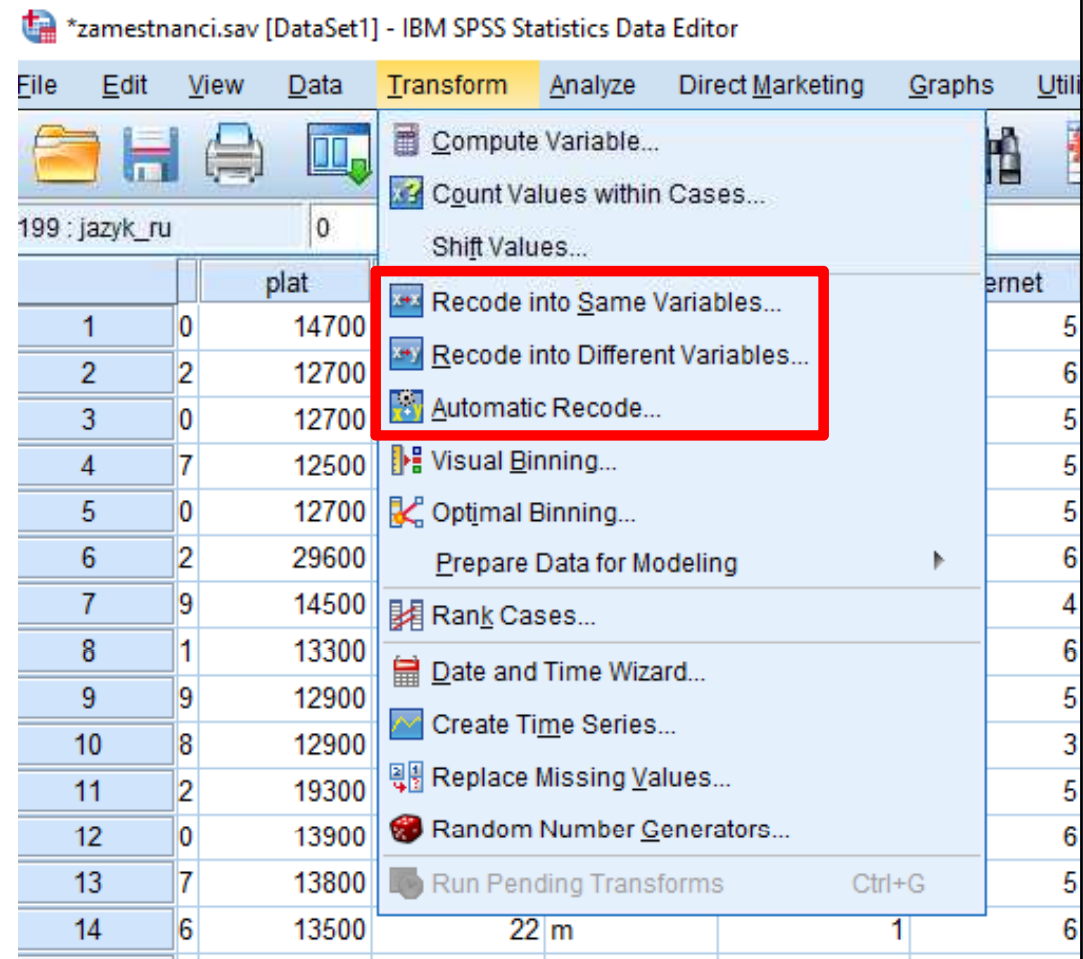 *zamestnanci.sav [DataSet1] - IBM SPSS Statistics Data Editor
File Edit View Data Transform Analyze Direct Marketing Graphs Utili
199 : jazyk_ru 0
Compute Variable...
Count Values within Cases...
Shift Values...
Recode into Same Variables...
Recode into Different Variables...
Automatic Recode...
Visual Binning...
Optimal Binning...
Prepare Data for Modeling
Rank Cases...
Date and Time Wizard...
Create Time Series...
Replace Missing Values...
Random Number Generators...
Run Pending Transforms Ctrl+G
plat ernet
1 0 14700 5
2 2 12700 6
3 0 12700 5
4 7 12500 5
5 0 12700 5
6 2 29600 6
7 9 14500 4
8 1 13300 6
9 9 12900 5
10 8 12900 3
11 2 19300 5
12 0 13900 6
13 7 13800 5
14 6 13500 22 m 1 6